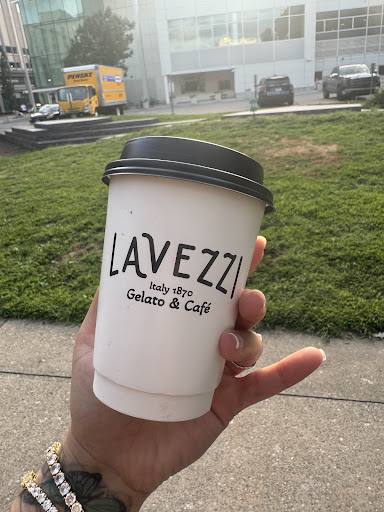 PENSKE
LAVEZZI
Italy 1870
Gelato & Café